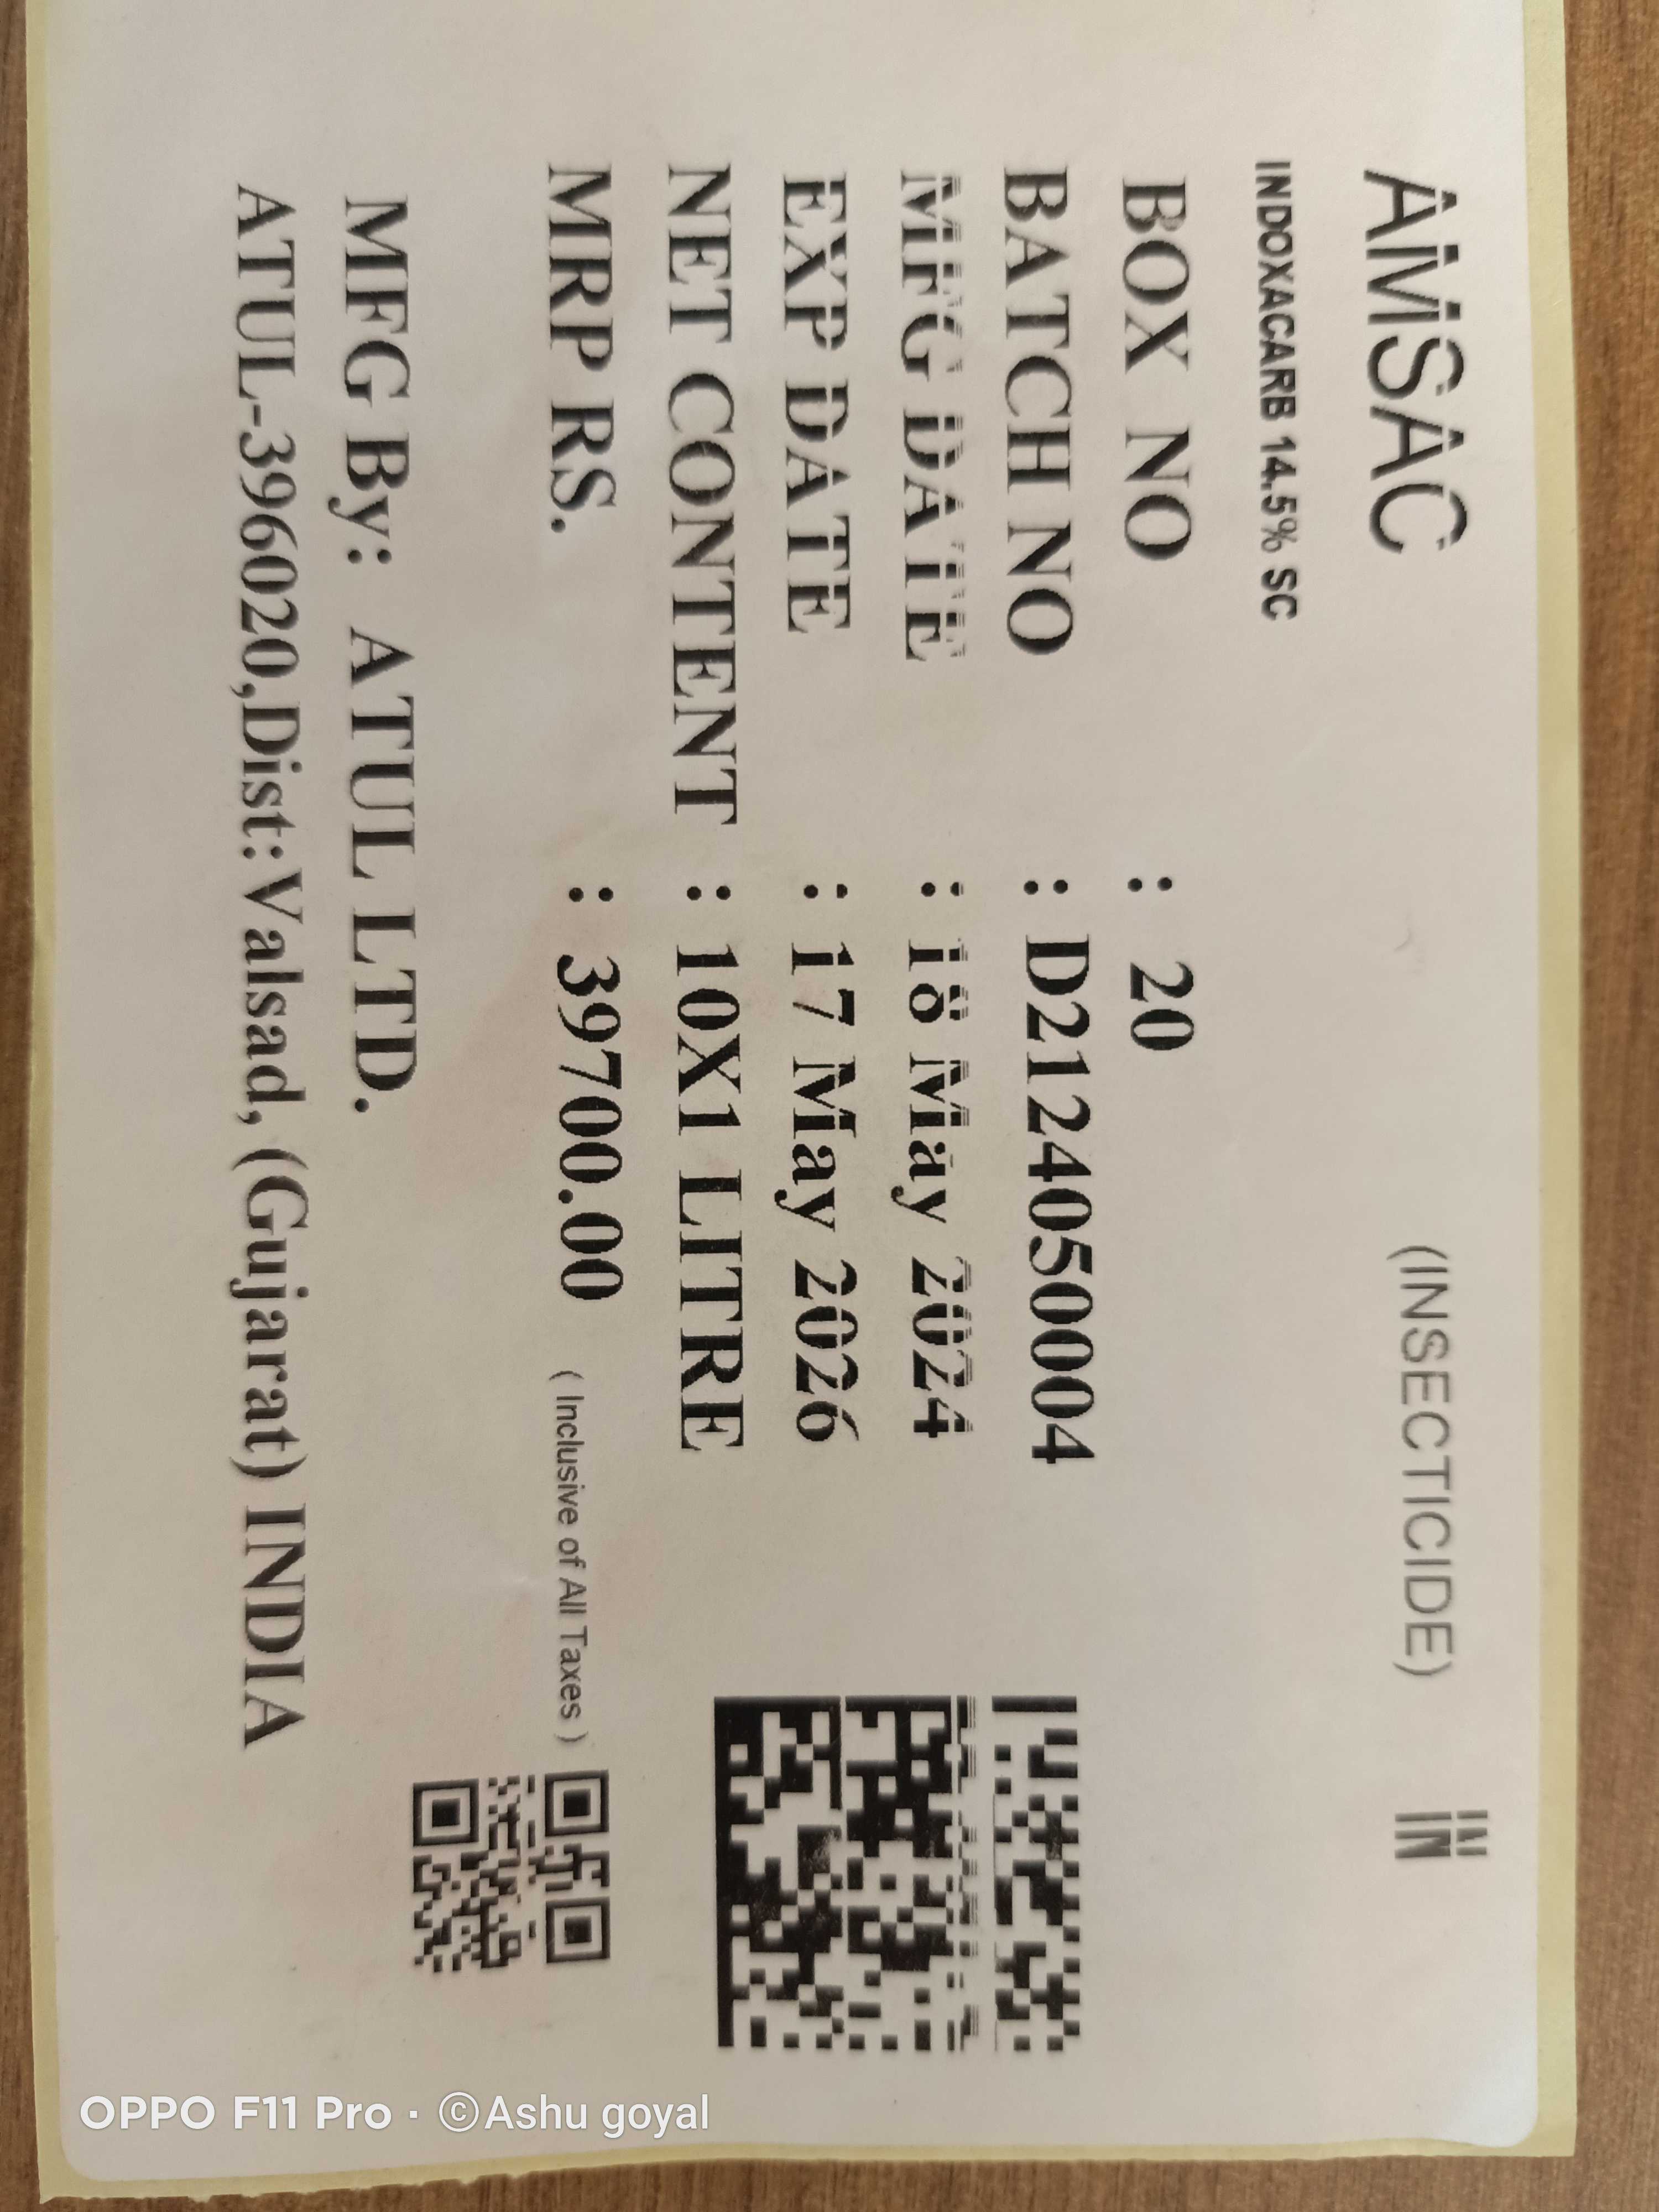 AMSAC (INSECTICIDE) IN
INDOXACARB 14.5% SC
BOX NO : 20
BATCH NO : D2124050004
MFG DATE : 18 May 2024
EXP DATE : 17 May 2026
NET CONTENT : 10X1 LITRE
MRP RS. : 39700.00 ( Inclusive of All Taxes )
MFG By: ATUL LTD.
ATUL-396020,Dist:Valsad, (Gujarat) INDIA
OPPO F11 Pro · ©Ashu goyal